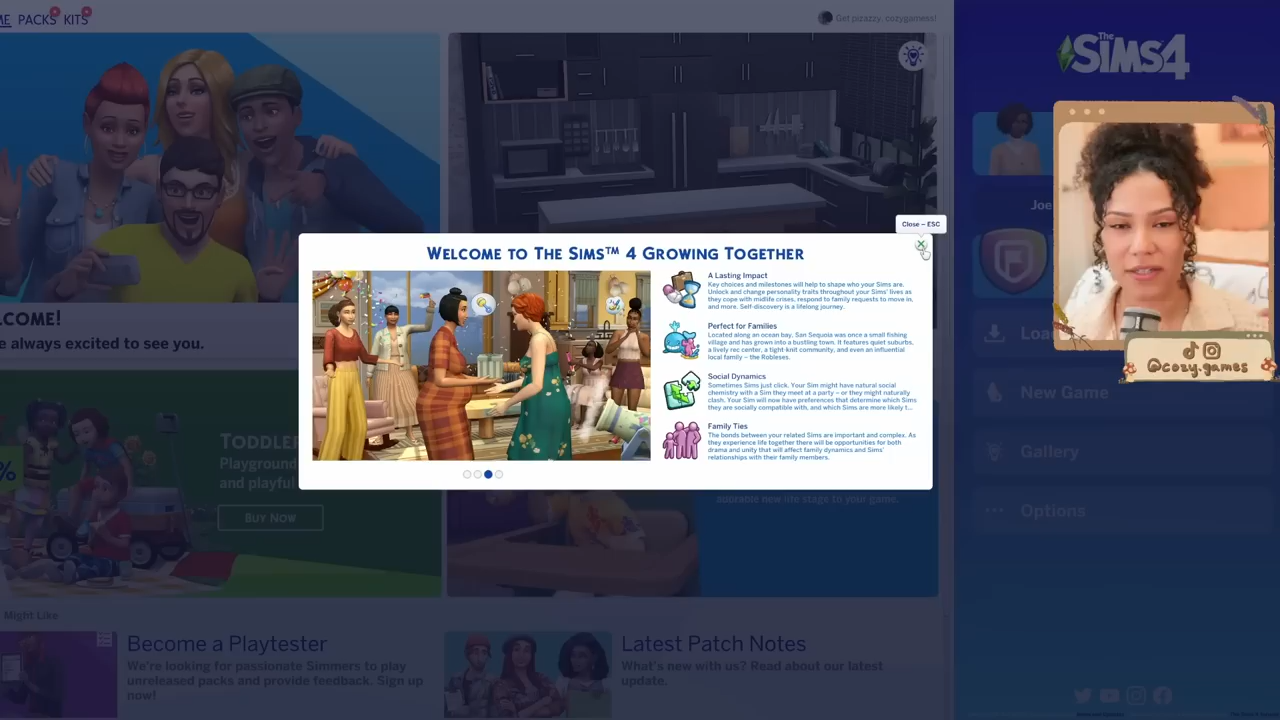 PACKS KITS
Get pizazzy, cozygamess!
The SiMS 4
Close – ESC
Welcome to The Sims™ 4 Growing Together
A Lasting Impact
Key choices and milestones will help to shape who your Sims are.
Unlock and change personality traits throughout your Sims' lives as
they cope with midlife crises, respond to family requests to move in,
and more. Self-discovery is a lifelong journey.
Perfect for Families
Located along an ocean bay, San Sequoia was once a small fishing
village and has grown into a bustling town. It features quiet suburbs,
a lively rec center, a tight-knit community, and even an influential
local family – the Robleses.
Social Dynamics
Sometimes Sims just click. Your Sim might have natural social
chemistry with a Sim they meet at a party – or they might naturally
clash. Your Sim will now have preferences that determine which Sims
they are socially compatible with, and which Sims are more likely t...
Family Ties
The bonds between your related Sims are important and complex. As
they experience life together there will be opportunities for both
drama and unity that will affect family dynamics and Sims'
relationships with their family members.
Joe
@cozy.games
New Game
Gallery
Options
TODDLER
Playground
and playful
BUY NOW
adorable new life stage to your game.
Might Like
Become a Playtester
We're looking for passionate Simmers to play
unreleased packs and provide feedback. Sign up
now!
Latest Patch Notes
What's new with us? Read about our latest
update.